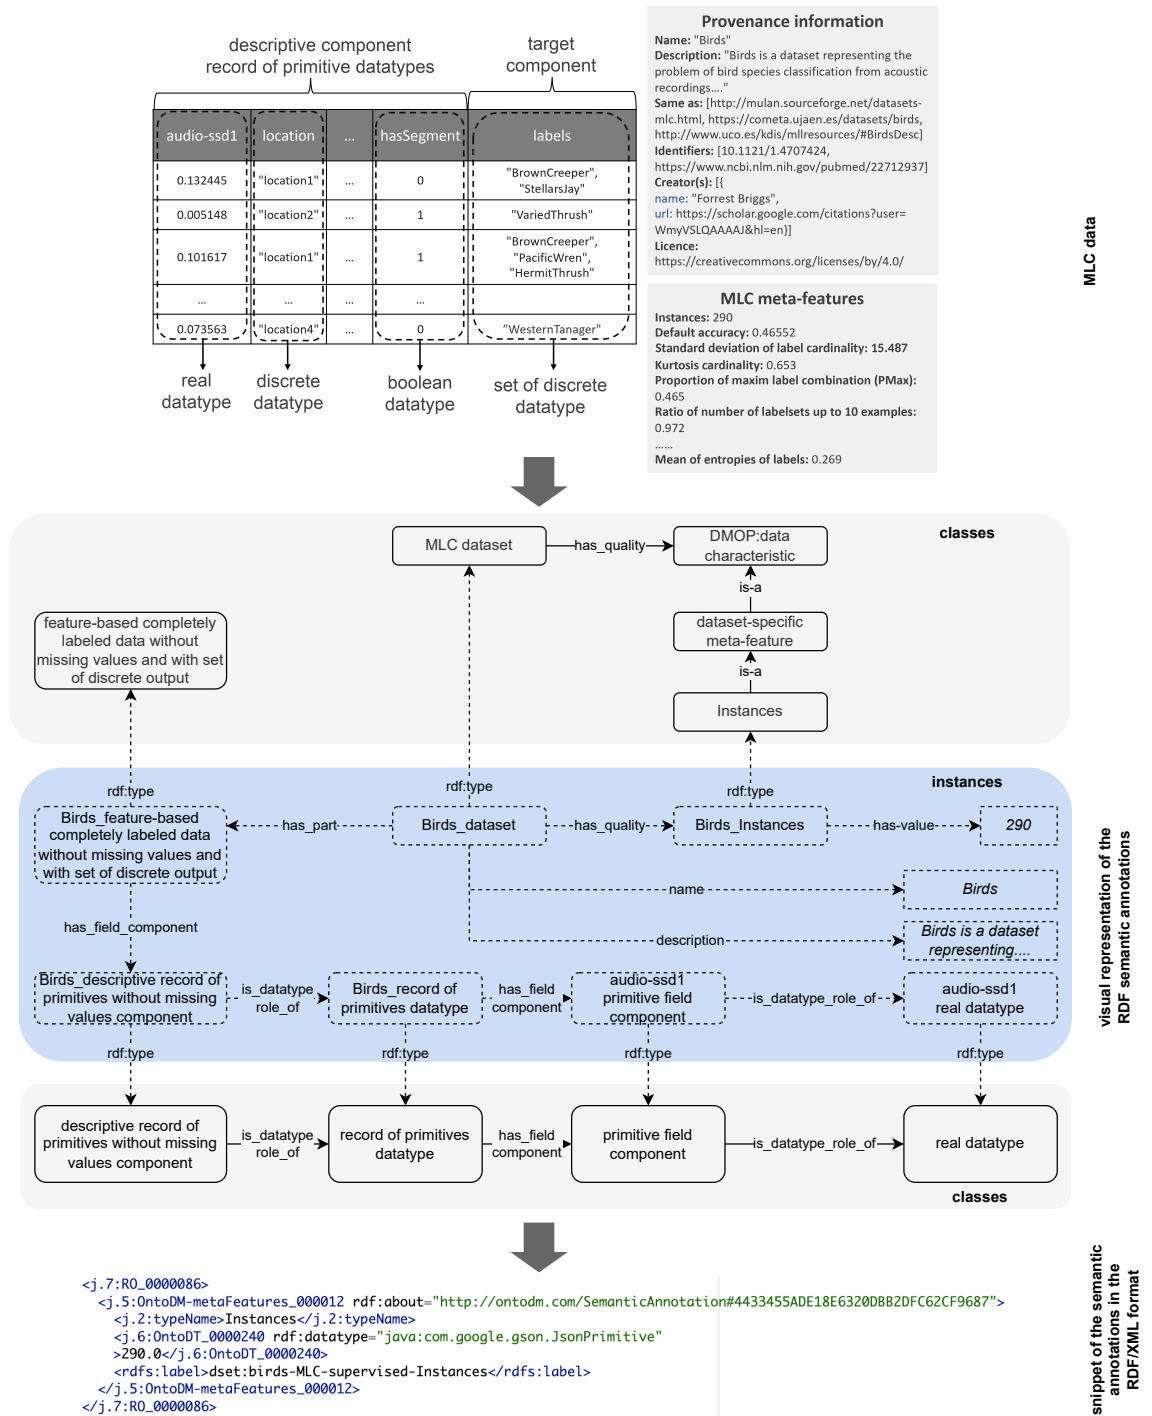 descriptive component
record of primitive datatypes
target
component
audio-ssd1 location ... hasSegment labels
0.132445 "location1" ... 0 "BrownCreeper",
"StellarsJay"
0.005148 "location2" ... 1 "VariedThrush"
0.101617 "location1" ... 1 "BrownCreeper",
"PacificWren",
"HermitThrush"
... ... ... ...
0.073563 "location4" ... 0 "WesternTanager"
real
datatype
discrete
datatype
boolean
datatype
set of discrete
datatype
Provenance information
Name: "Birds"
Description: "Birds is a dataset representing the
problem of bird species classification from acoustic
recordings...."
Same as: [http://mulan.sourceforge.net/datasets-
mlc.html, https://cometa.ujaen.es/datasets/birds,
http://www.uco.es/kdis/mllresources/#BirdsDesc]
Identifiers: [10.1121/1.4707424,
https://www.ncbi.nlm.nih.gov/pubmed/22712937]
Creator(s): [{
name: "Forrest Briggs",
url: https://scholar.google.com/citations?user=
WmyVSLQAAAAJ&hl=en}]
Licence:
https://creativecommons.org/licenses/by/4.0/
MLC meta-features
Instances: 290
Default accuracy: 0.46552
Standard deviation of label cardinality: 15.487
Kurtosis cardinality: 0.653
Proportion of maxim label combination (PMax):
0.465
Ratio of number of labelsets up to 10 examples:
0.972
......
Mean of entropies of labels: 0.269
MLC data
classes
MLC dataset
has_quality
DMOP:data
characteristic
is-a
feature-based completely
labeled data without
missing values and with set
of discrete output
dataset-specific
meta-feature
is-a
Instances
instances
rdf:type
rdf:type
rdf:type
Birds_feature-based
completely labeled data
without missing values and
with set of discrete output
has_part
Birds_dataset
has_quality
Birds_Instances
has-value
290
name
Birds
has_field_component
description
Birds is a dataset
representing....
Birds_descriptive record of
primitives without missing
values component
is_datatype
role_of
Birds_record of
primitives datatype
has_field
component
audio-ssd1
primitive field
component
is_datatype_role_of
audio-ssd1
real datatype
rdf:type
rdf:type
rdf:type
rdf:type
descriptive record of
primitives without missing
values component
is_datatype
role_of
record of primitives
datatype
has_field
component
primitive field
component
is_datatype_role_of
real datatype
classes
visual representation of the
RDF semantic annotations
<j.7:RO_0000086>
<j.5:OntoDM-metaFeatures_000012 rdf:about="http://ontodm.com/SemanticAnnotation#4433455ADE18E6320DBB2DFC62CF9687">
<j.2:typeName>Instances</j.2:typeName>
<j.6:OntoDT_0000240 rdf:datatype="java:com.google.gson.JsonPrimitive"
>290.0</j.6:OntoDT_0000240>
<rdfs:label>dset:birds-MLC-supervised-Instances</rdfs:label>
</j.5:OntoDM-metaFeatures_000012>
</j.7:RO_0000086>
snippet of the semantic
annotations in the
RDF/XML format